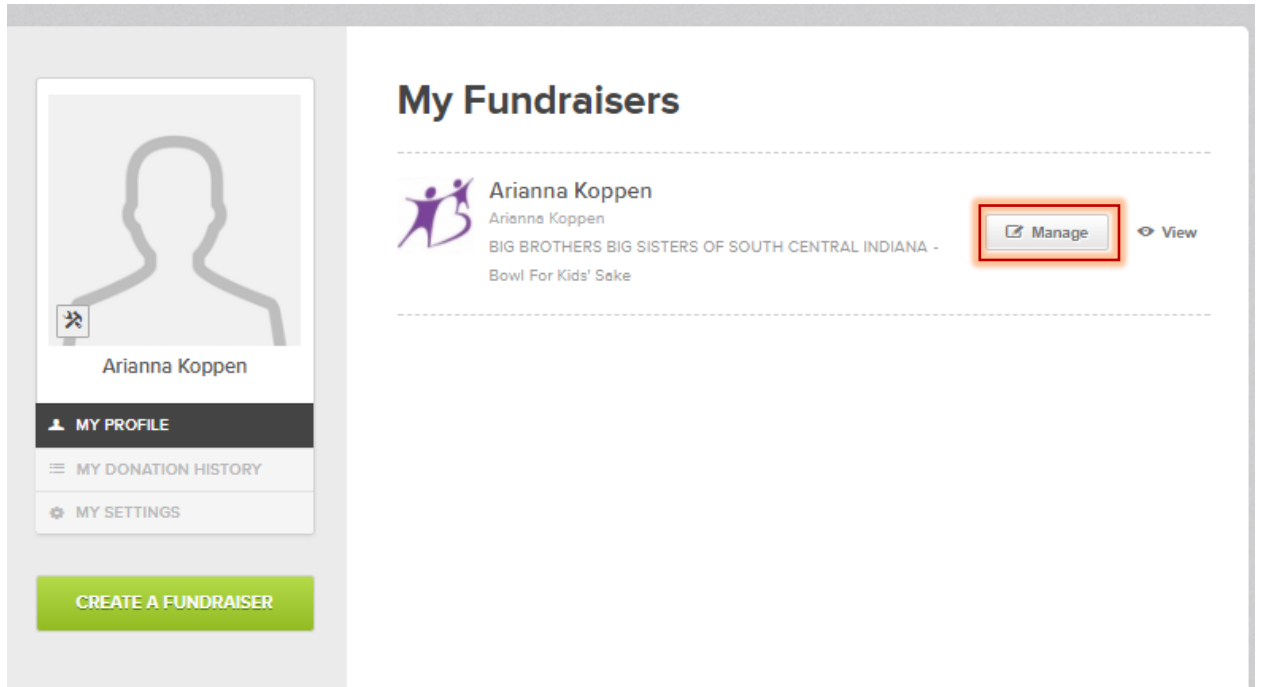 Arianna Koppen
MY PROFILE
MY DONATION HISTORY
MY SETTINGS
CREATE A FUNDRAISER
My Fundraisers
Arianna Koppen
Arianna Koppen
BIG BROTHERS BIG SISTERS OF SOUTH CENTRAL INDIANA -
Bowl For Kids' Sake
Manage
View